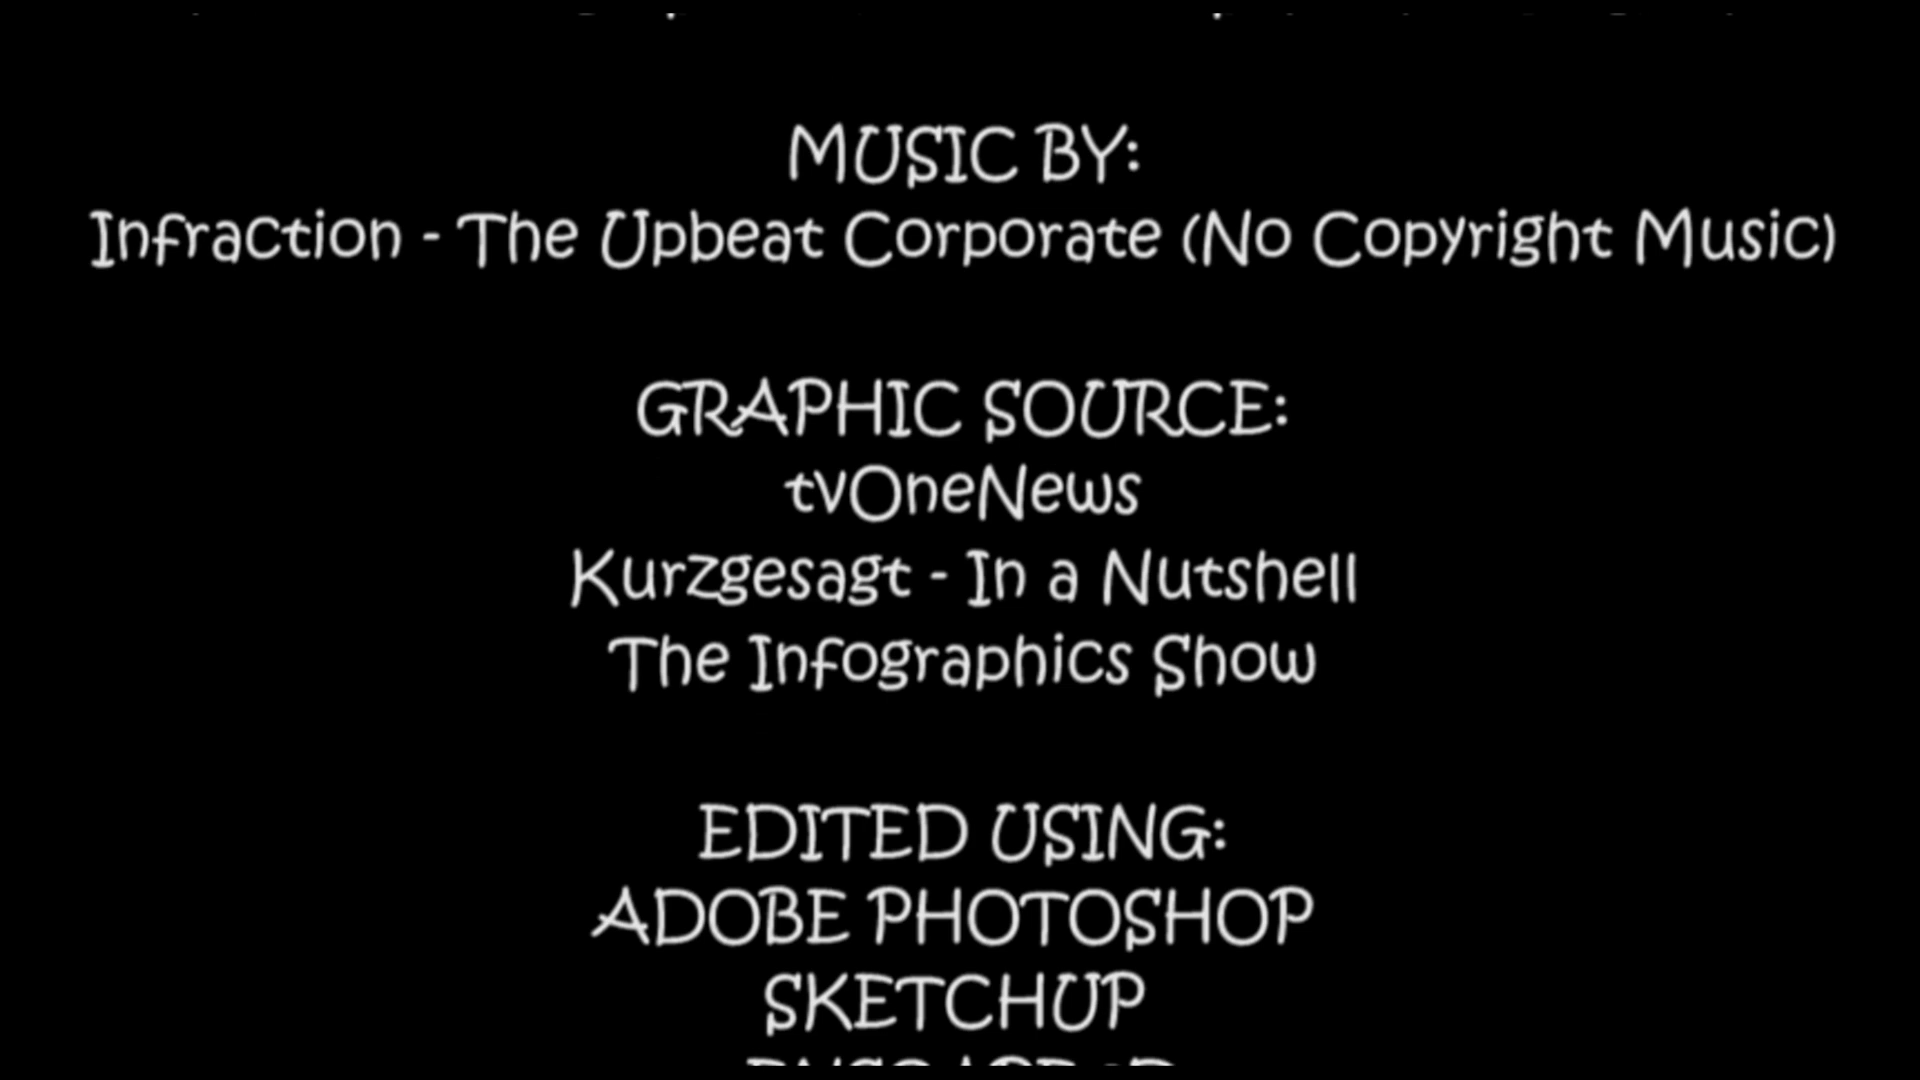 MUSIC BY:
Infraction - The Upbeat Corporate (No Copyright Music)
GRAPHIC SOURCE:
tvOneNews
Kurzgesagt - In a Nutshell
The Infographics Show
EDITED USING:
ADOBE PHOTOSHOP
SKETCHUP